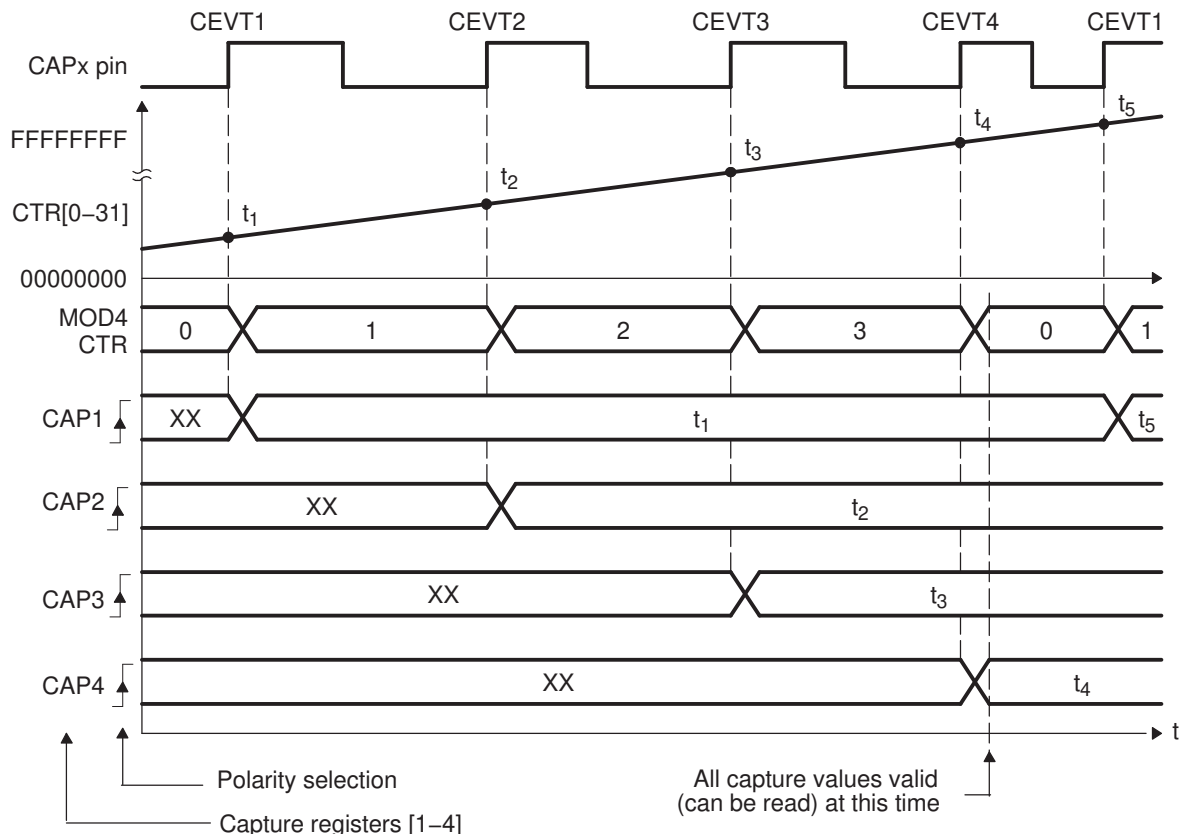 CEVT1 CEVT2 CEVT3 CEVT4 CEVT1
CAPx pin
FFFFFFFF
t5
t4
t3
t2
CTR[0−31]
t1
00000000
MOD4
CTR
0 1 2 3 0 1
CAP1 XX t1 t5
CAP2 XX t2
CAP3 XX t3
CAP4 XX t4
t
Polarity selection
Capture registers [1−4]
All capture values valid
(can be read) at this time